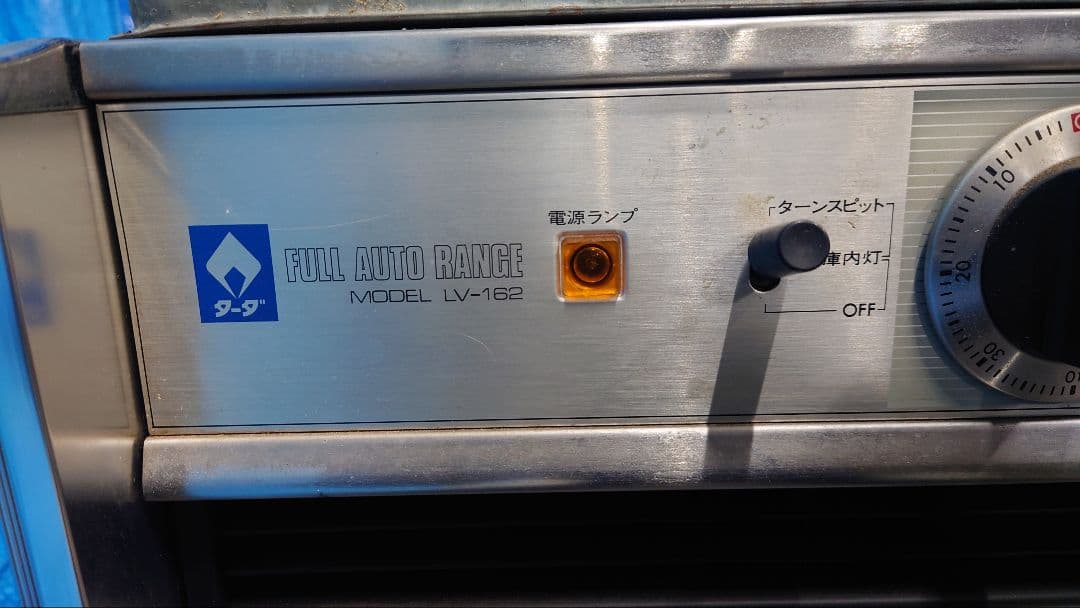 ターダ
FULL AUTO RANGE
MODEL LV-162
電源ランプ
ターンスピット
庫内灯
OFF
10
20
30
40